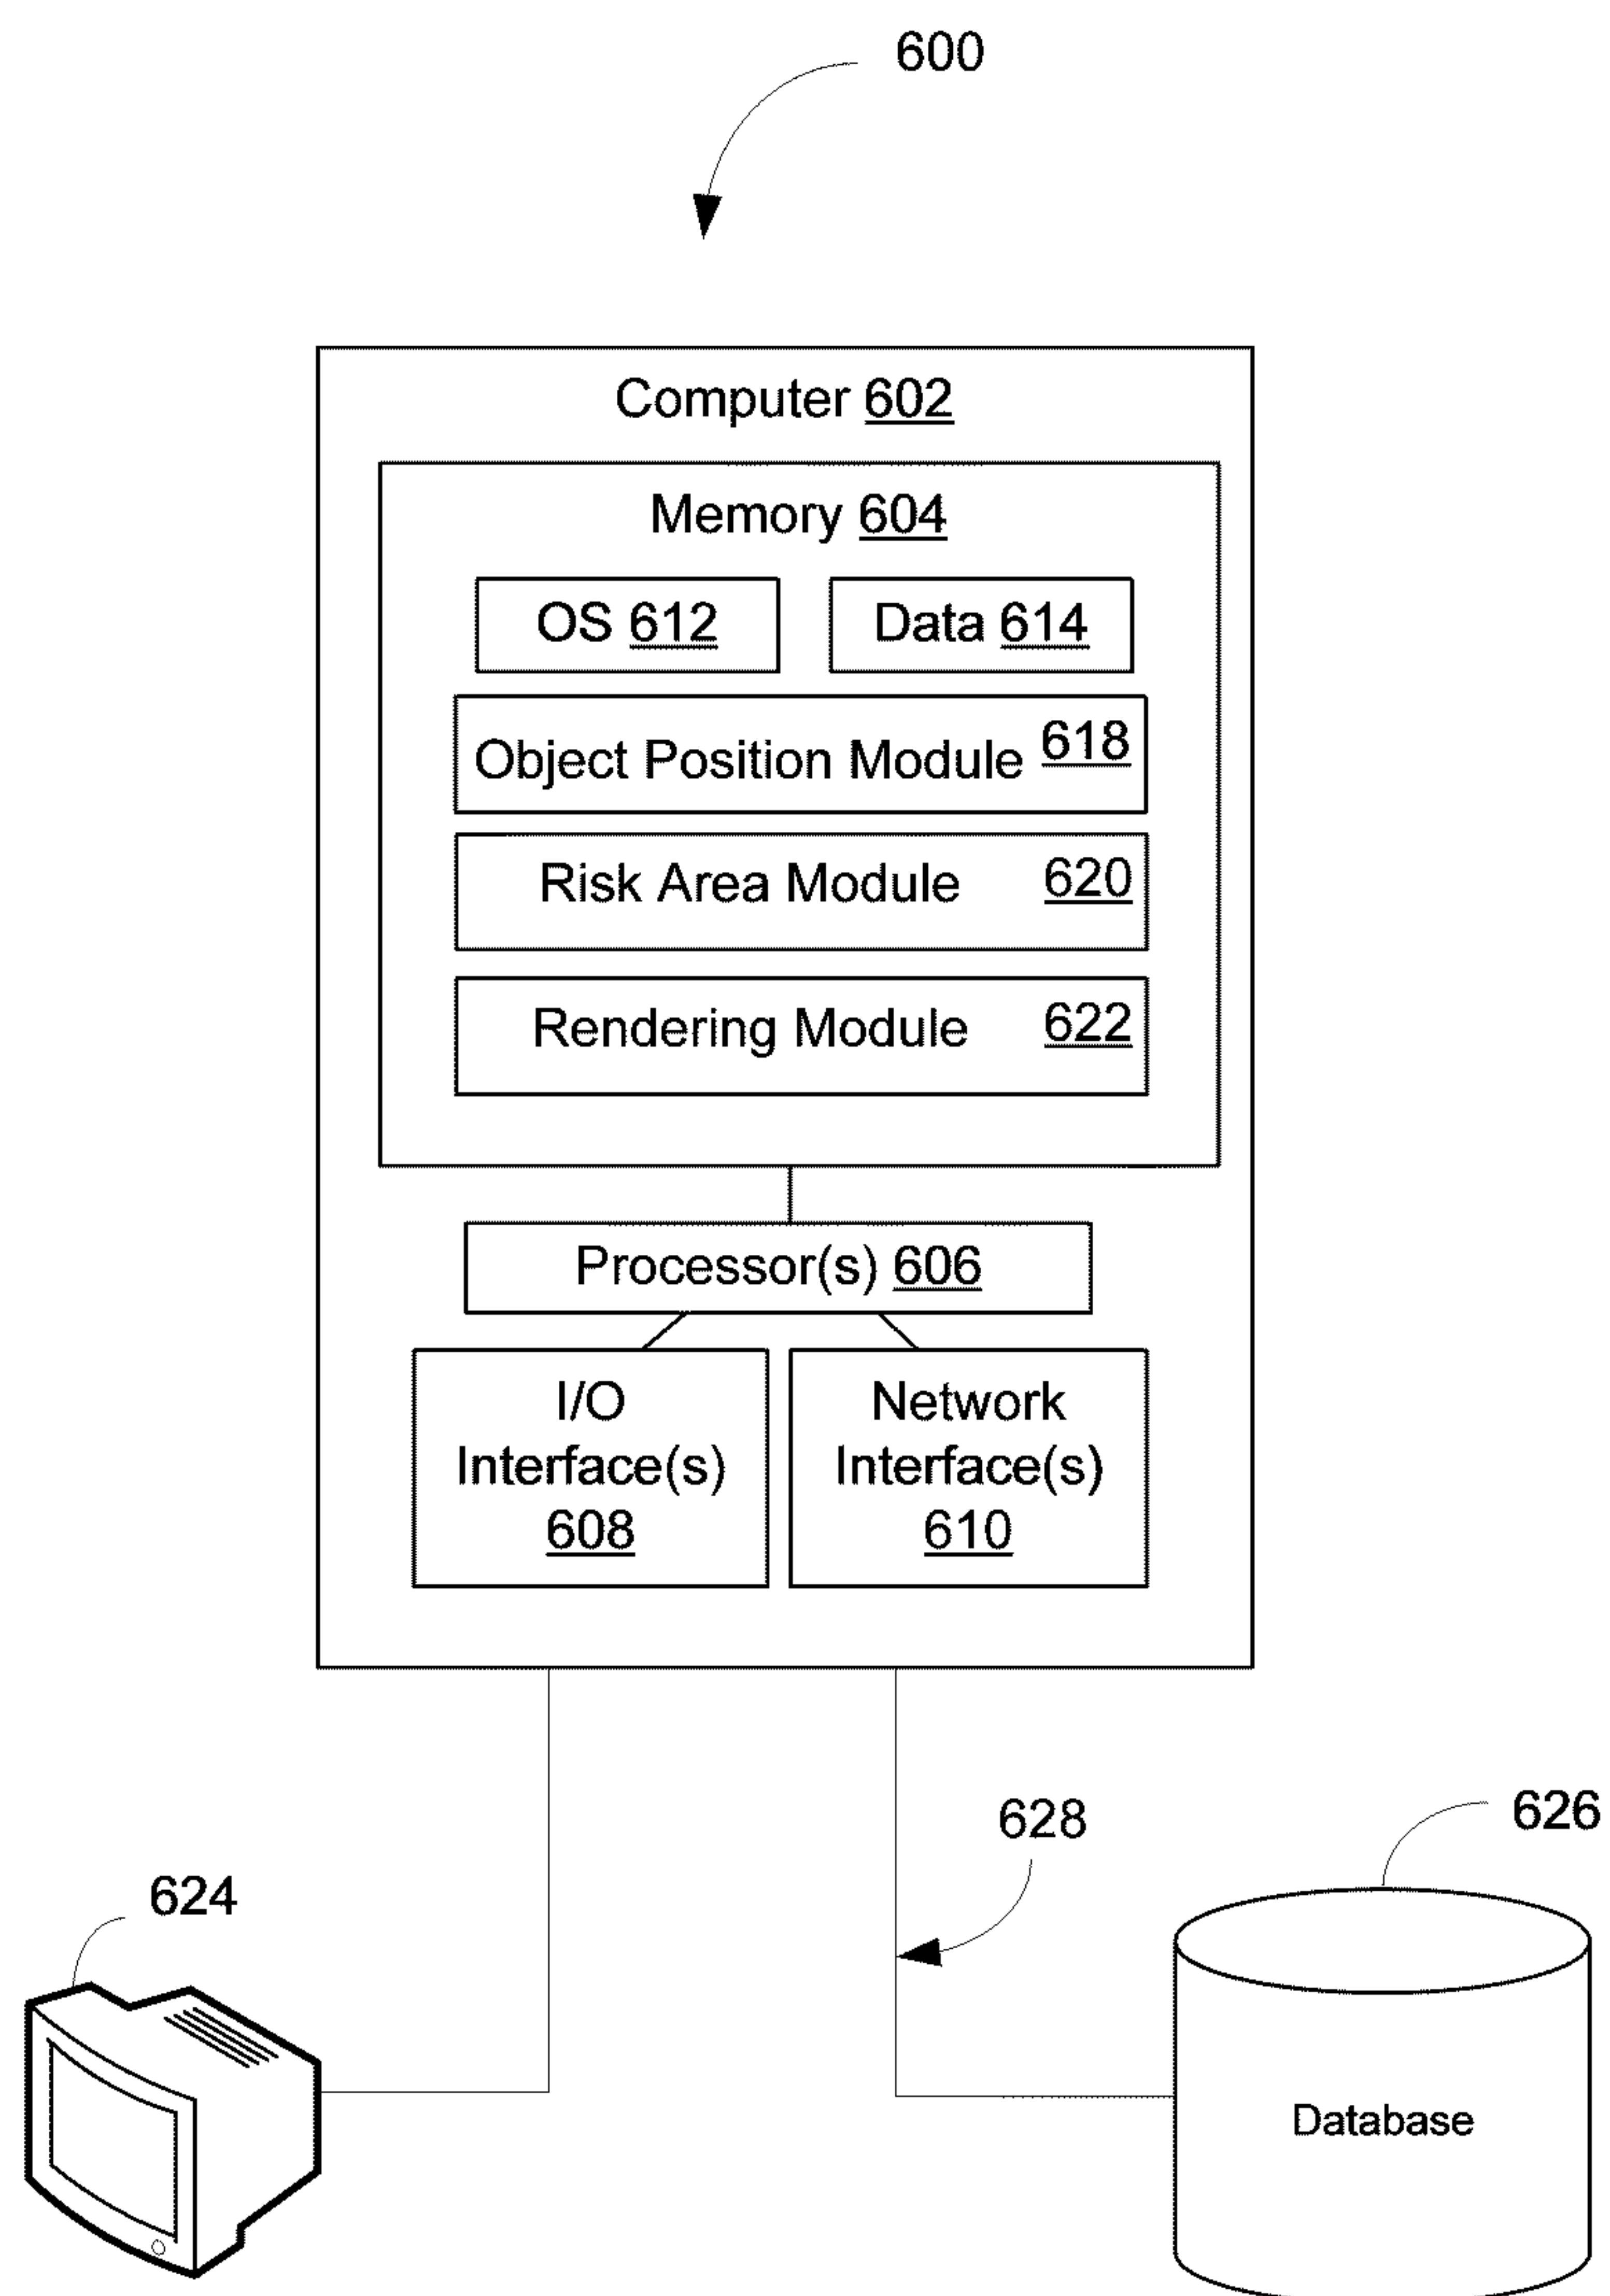 600
Computer 602
Memory 604
OS 612
Data 614
Object Position Module 618
Risk Area Module 620
Rendering Module 622
Processor(s) 606
I/O
Interface(s)
608
Network
Interface(s)
610
628
626
624
Database